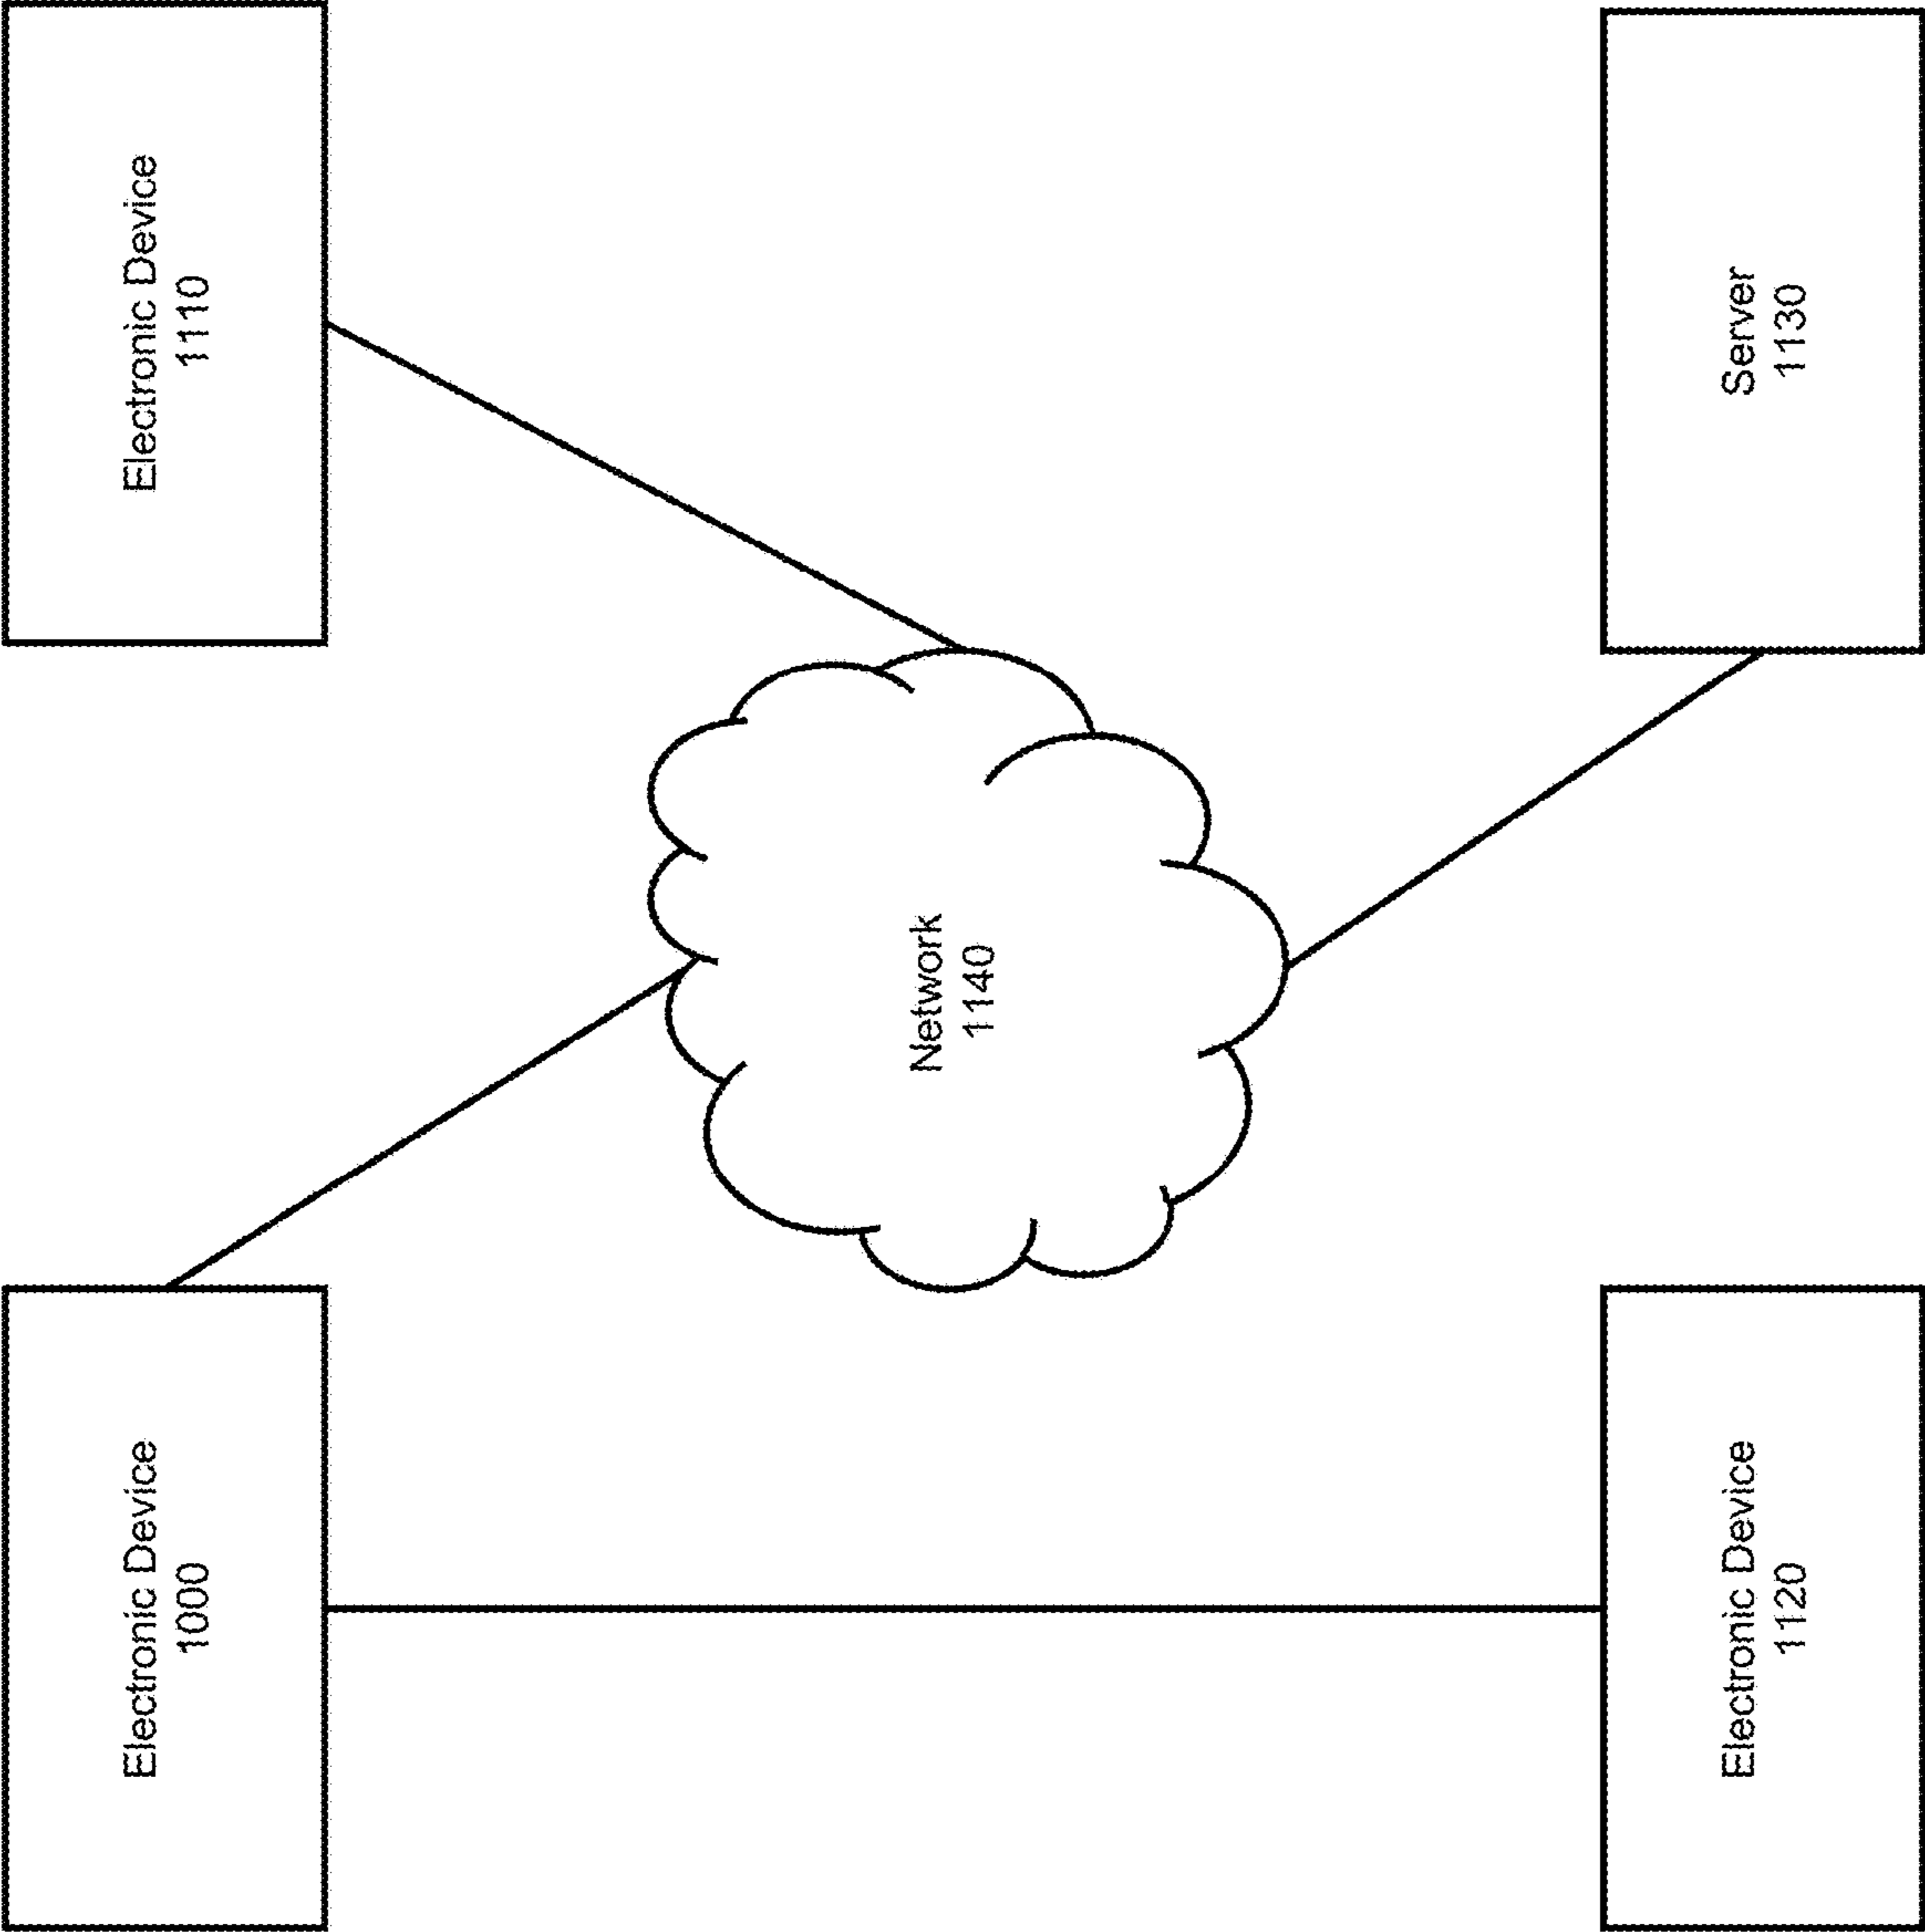 Electronic Device
1000
Electronic Device
1110
Network
1140
Electronic Device
1120
Server
1130